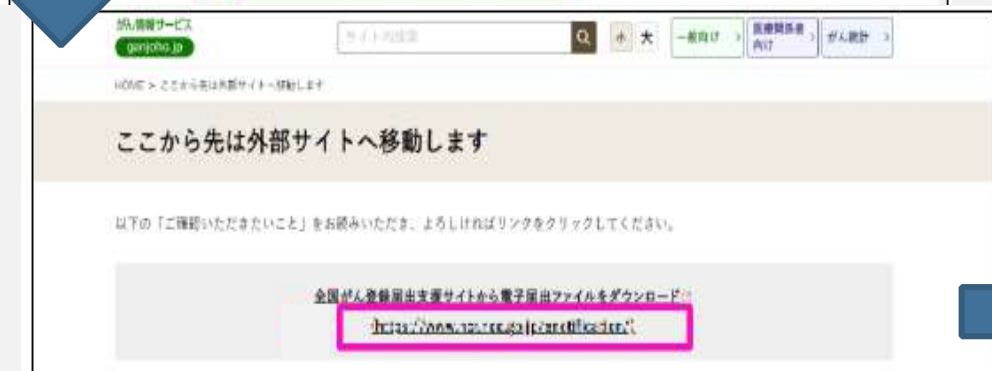 がん情報サービス
ganjoho.jp
サイト内検索
小 大
一般向け
医療関係者
向け
がん統計
HOME > ここから先は外部サイトへ移動します
ここから先は外部サイトへ移動します
以下の「ご確認いただきたいこと」をお読みいただき、よろしければリンクをクリックしてください。
全国がん登録届出支援サイトから電子届出ファイルをダウンロード